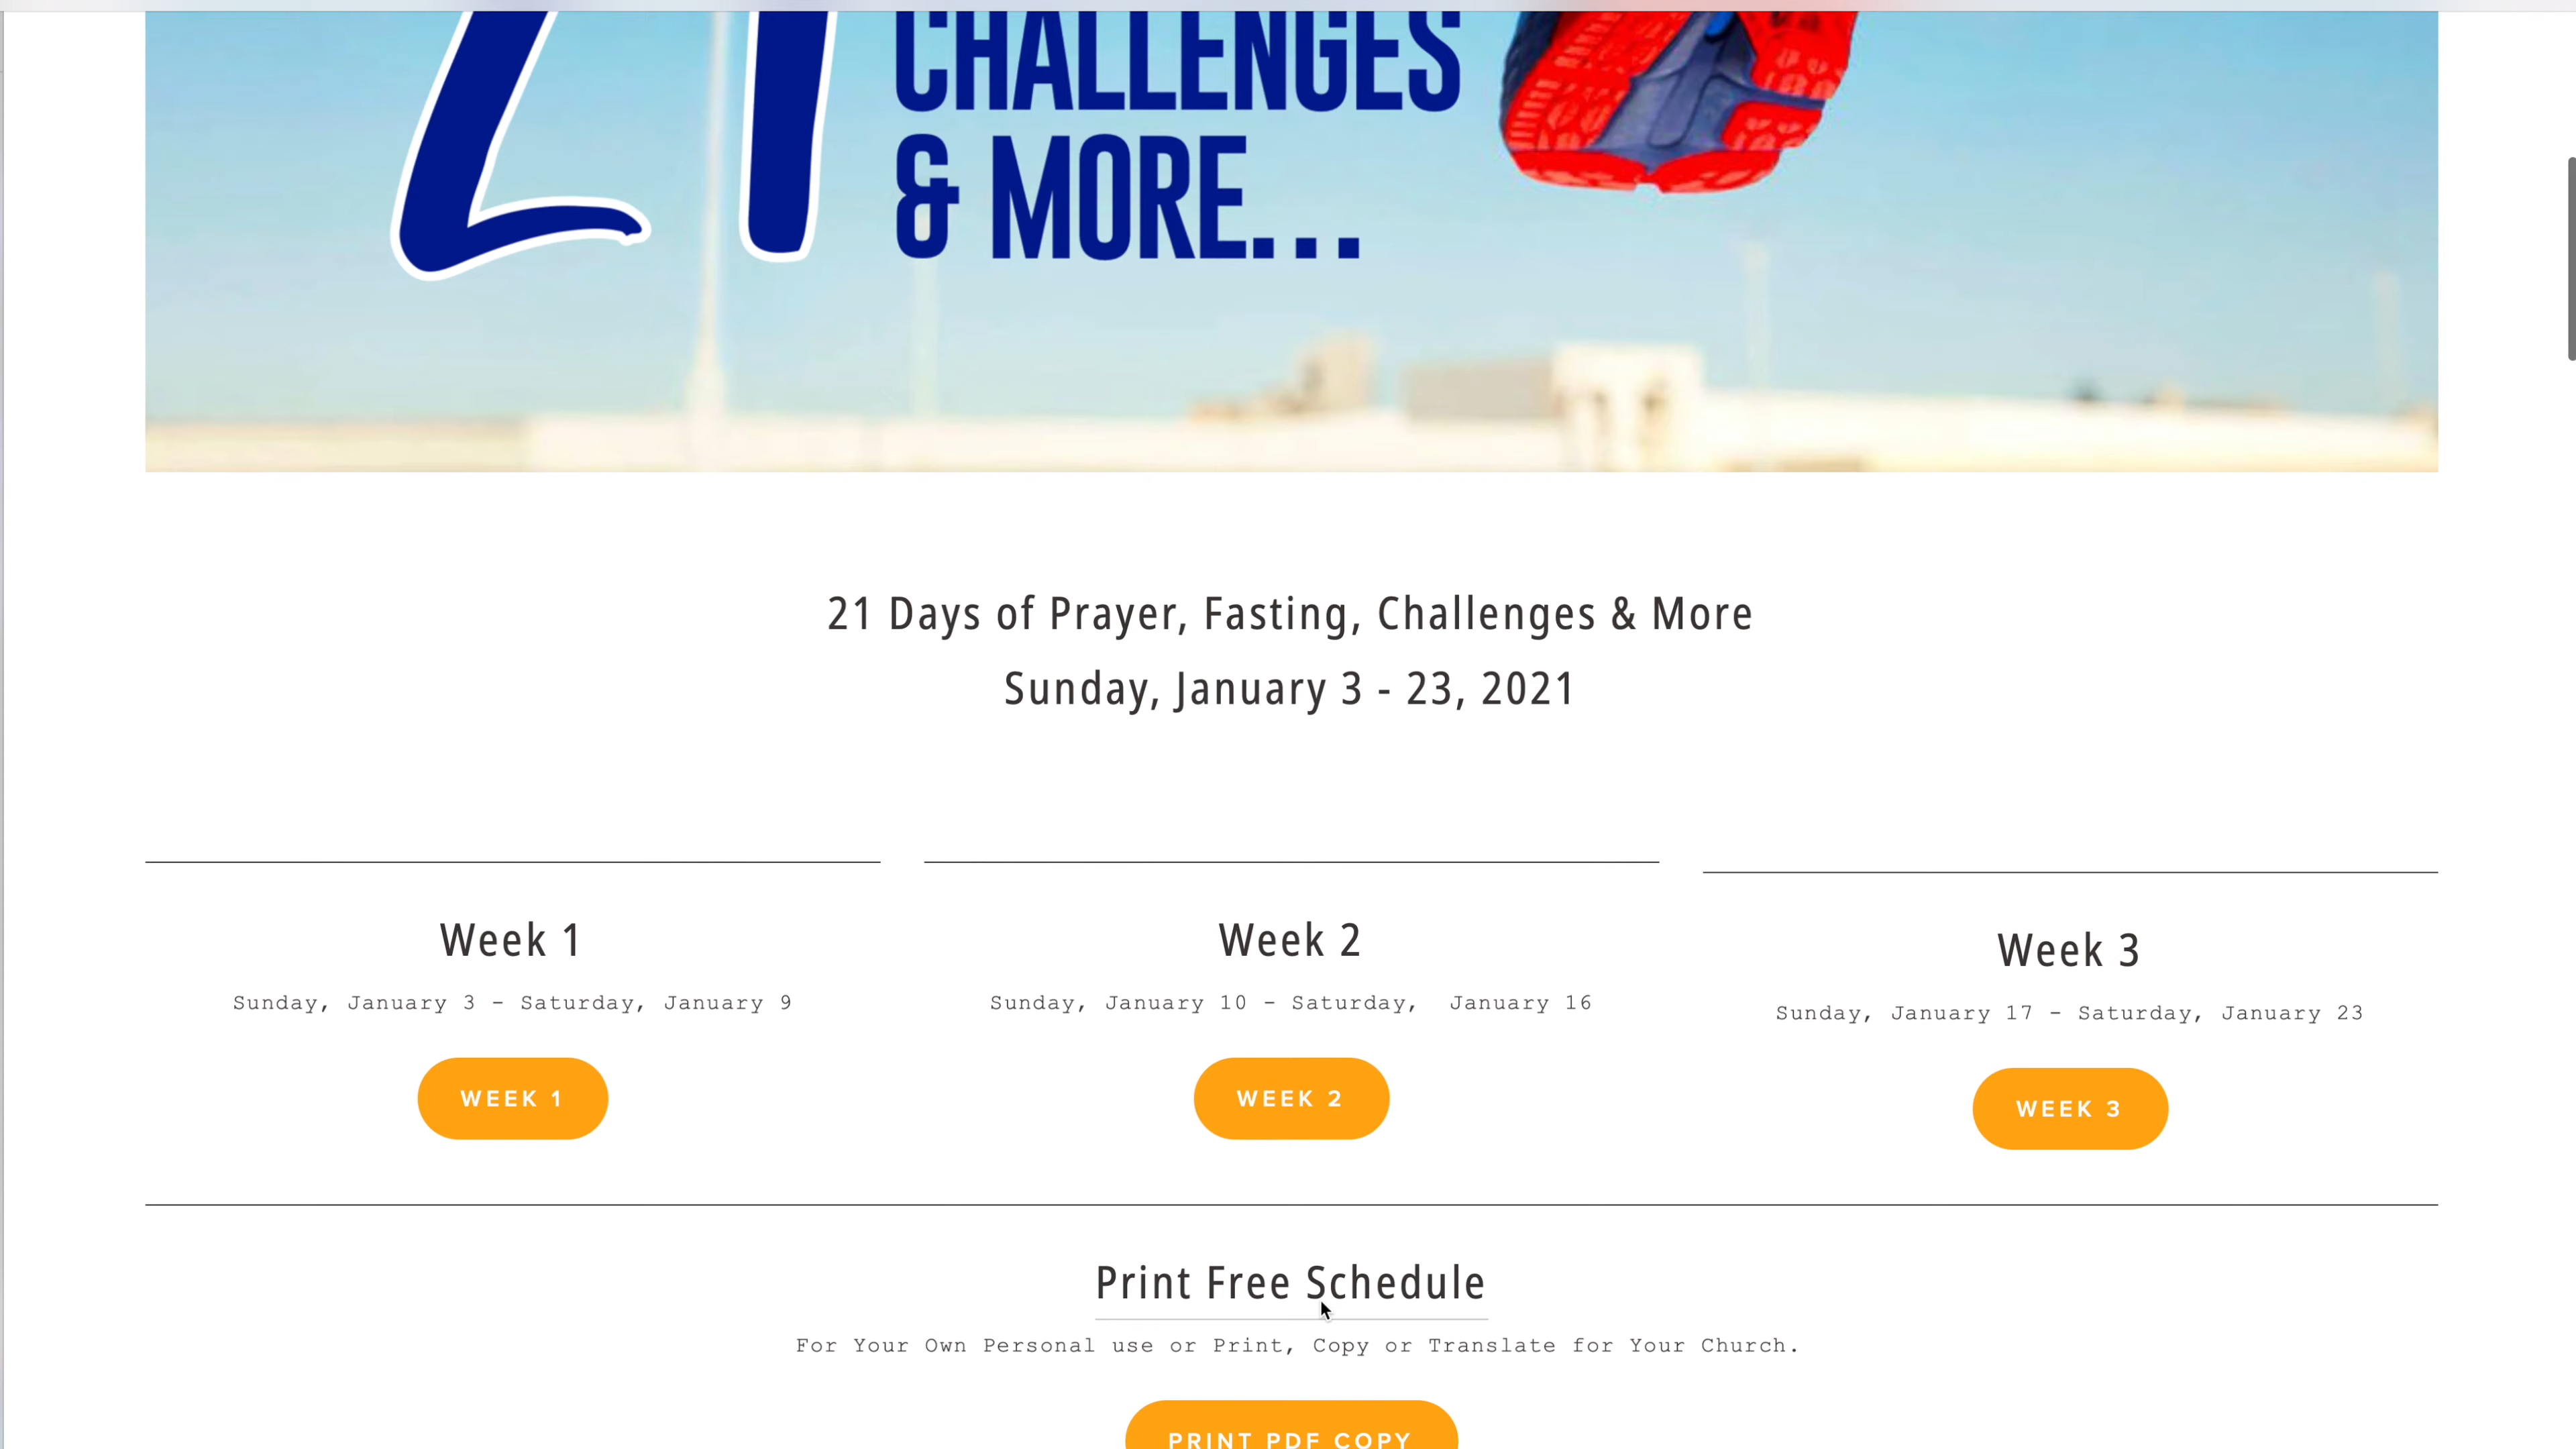 21
CHALLENGES
& MORE...
21 Days of Prayer, Fasting, Challenges & More
Sunday, January 3 - 23, 2021
Week 1
Sunday, January 3 - Saturday, January 9
WEEK 1
Week 2
Sunday, January 10 - Saturday, January 16
WEEK 2
Week 3
Sunday, January 17 - Saturday, January 23
WEEK 3
Print Free Schedule
For Your Own Personal use or Print, Copy or Translate for Your Church.
PRINT PDF COPY